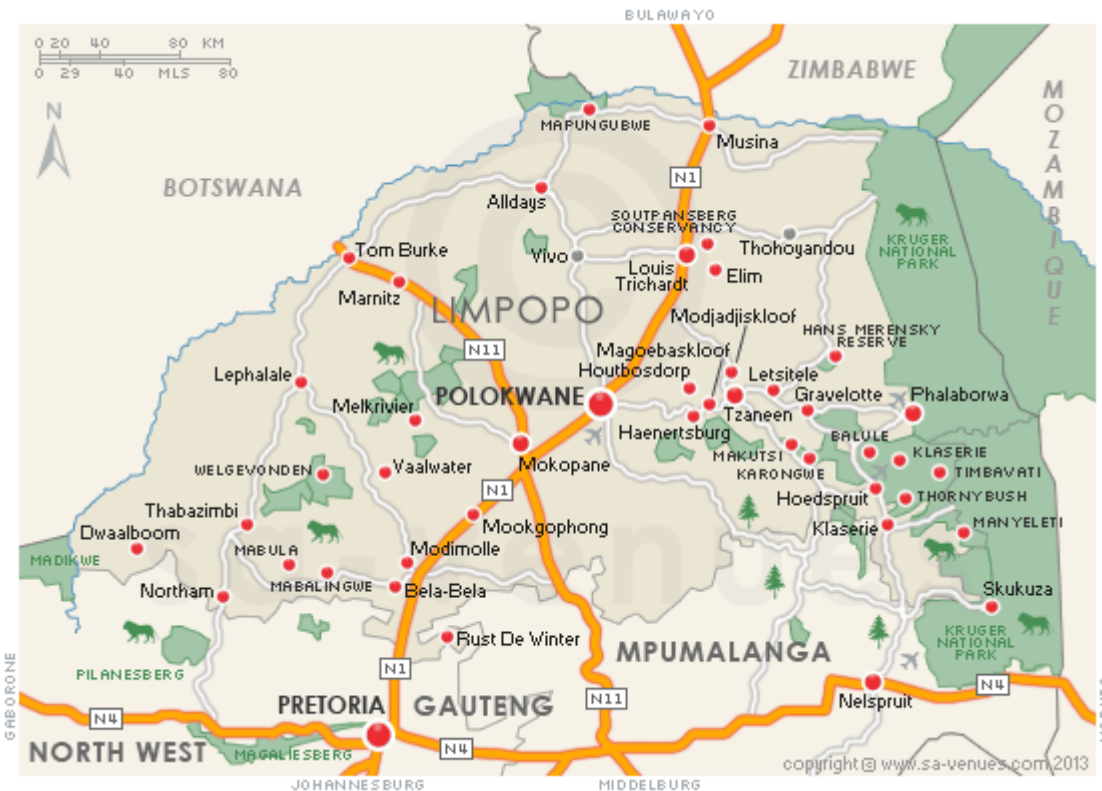 BULAWAYO
0 20 40 80 KM
0 29 40 MLS 80
ZIMBABWE
MOZAMBIQUE
N
MAPUNGUBWE
Musina
BOTSWANA
N1
Alldays
SOUTPANSBERG
CONSERVANCY
Thohoyandou
KRUGER
NATIONAL
PARK
Tom Burke
Vivo
Louis
Trichardt
Elim
Marnitz
LIMPOPO
Modjadjiskloof
HANS MERENSKY
RESERVE
N11
Magoebaskloof
Houtbosdorp
Lephalale
Letsitele
POLOKWANE
Gravelotte
Phalaborwa
Melkrivier
Tzaneen
Haenertsburg
BALULE
MAKUTSI
KLASERIE
KARONGWE
TIMBAVATI
Mokopane
WELGEVONDEN
Vaalwater
N1
Hoedspruit
THORNYBUSH
Thabazimbi
Mookgophong
Klaserie
MANYELETI
Dwaalboom
MABULA
Modimolle
MADIKWE
MABALINGWE
Northam
Bela-Bela
Skukuza
sa-venues
Rust De Winter
MPUMALANGA
KRUGER
NATIONAL
PARK
PILANESBERG
N1
GABORONE
N4
PRETORIA
GAUTENG
N11
Nelspruit
N4
NORTH WEST
MAGALIESBERG
N4
copyright© www.sa-venues.com 2013
JOHANNESBURG
MIDDELBURG